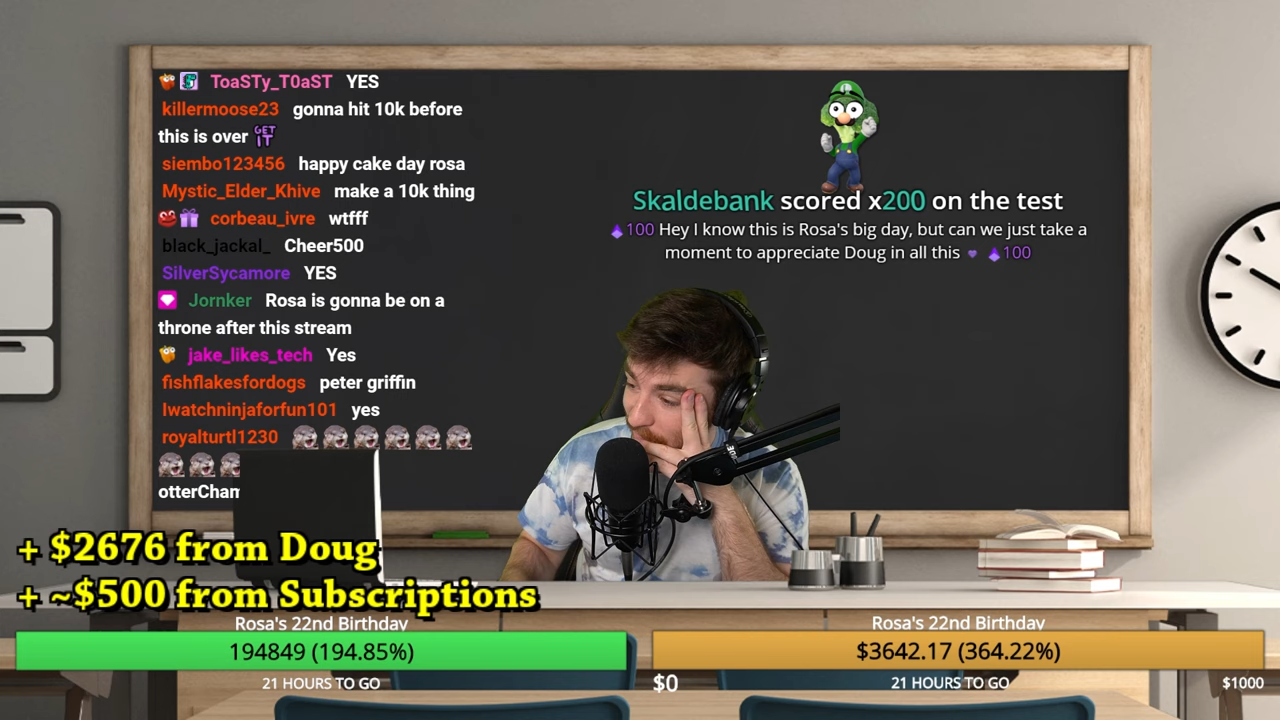 ToaSTy_T0aST YES
killermoose23 gonna hit 10k before
this is over GET IT
siembo123456 happy cake day rosa
Mystic_Elder_Khive make a 10k thing
corbeau_ivre wtfff
black_jackal_ Cheer500
SilverSycamore YES
Jornker Rosa is gonna be on a
throne after this stream
jake_likes_tech Yes
fishflakesfordogs peter griffin
Iwatchninjaforfun101 yes
royalturtl1230
otterCham
Skaldebank scored x200 on the test
100 Hey I know this is Rosa's big day, but can we just take a
moment to appreciate Doug in all this 100
+ $2676 from Doug
+ ~$500 from Subscriptions
Rosa's 22nd Birthday
194849 (194.85%)
21 HOURS TO GO
Rosa's 22nd Birthday
$3642.17 (364.22%)
$0
21 HOURS TO GO
$1000